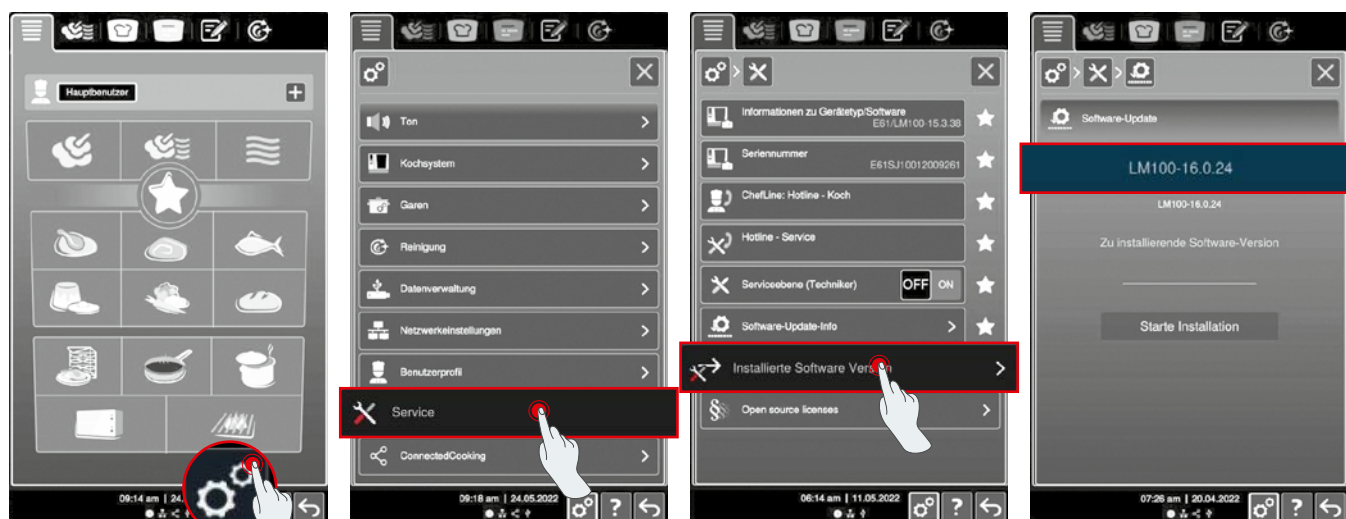 Hauptbenutzer
09:14 am | 24.
Ton
Kochsystem
Garen
Reinigung
Datenverwaltung
Netzwerkeinstellungen
Benutzerprofil
Service
ConnectedCooking
09:18 am | 24.05.2022
?
Informationen zu Gerätetyp/Software
E61/LM100-15.3.38
Seriennummer
E61SJ10012009261
ChefLine: Hotline - Koch
Hotline - Service
Serviceebene (Techniker) OFF ON
Software-Update-Info
Installierte Software Version
§ Open source licenses
06:14 am | 11.05.2022
?
Software-Update
LM100-16.0.24
LM100-16.0.24
Zu installierende Software-Version
Starte Installation
07:26 am | 20.04.2022
?